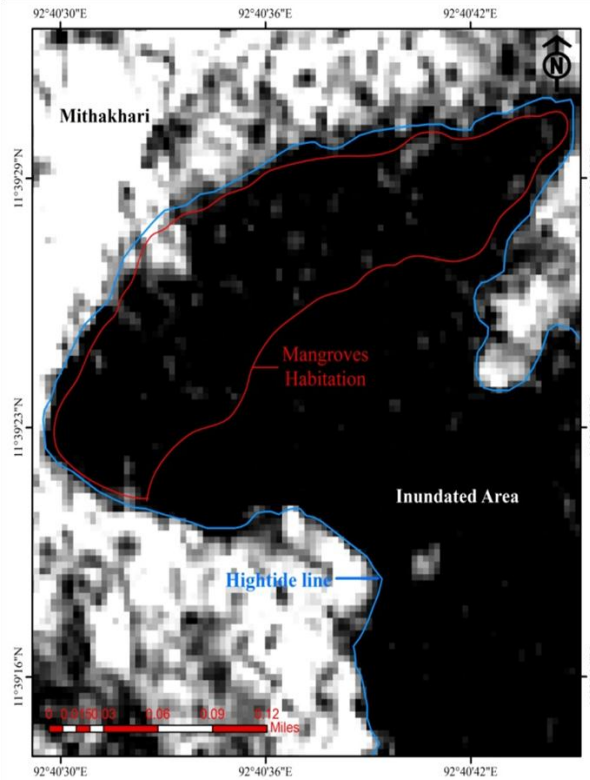 92°40'30"E 92°40'36"E 92°40'42"E
N
Mithakhari
11°39'29"N
Mangroves
Habitation
11°39'23"N
Inundated Area
Hightide line
11°39'16"N
0 0.0150.03 0.06 0.09 0.12
Miles
92°40'30"E 92°40'36"E 92°40'42"E